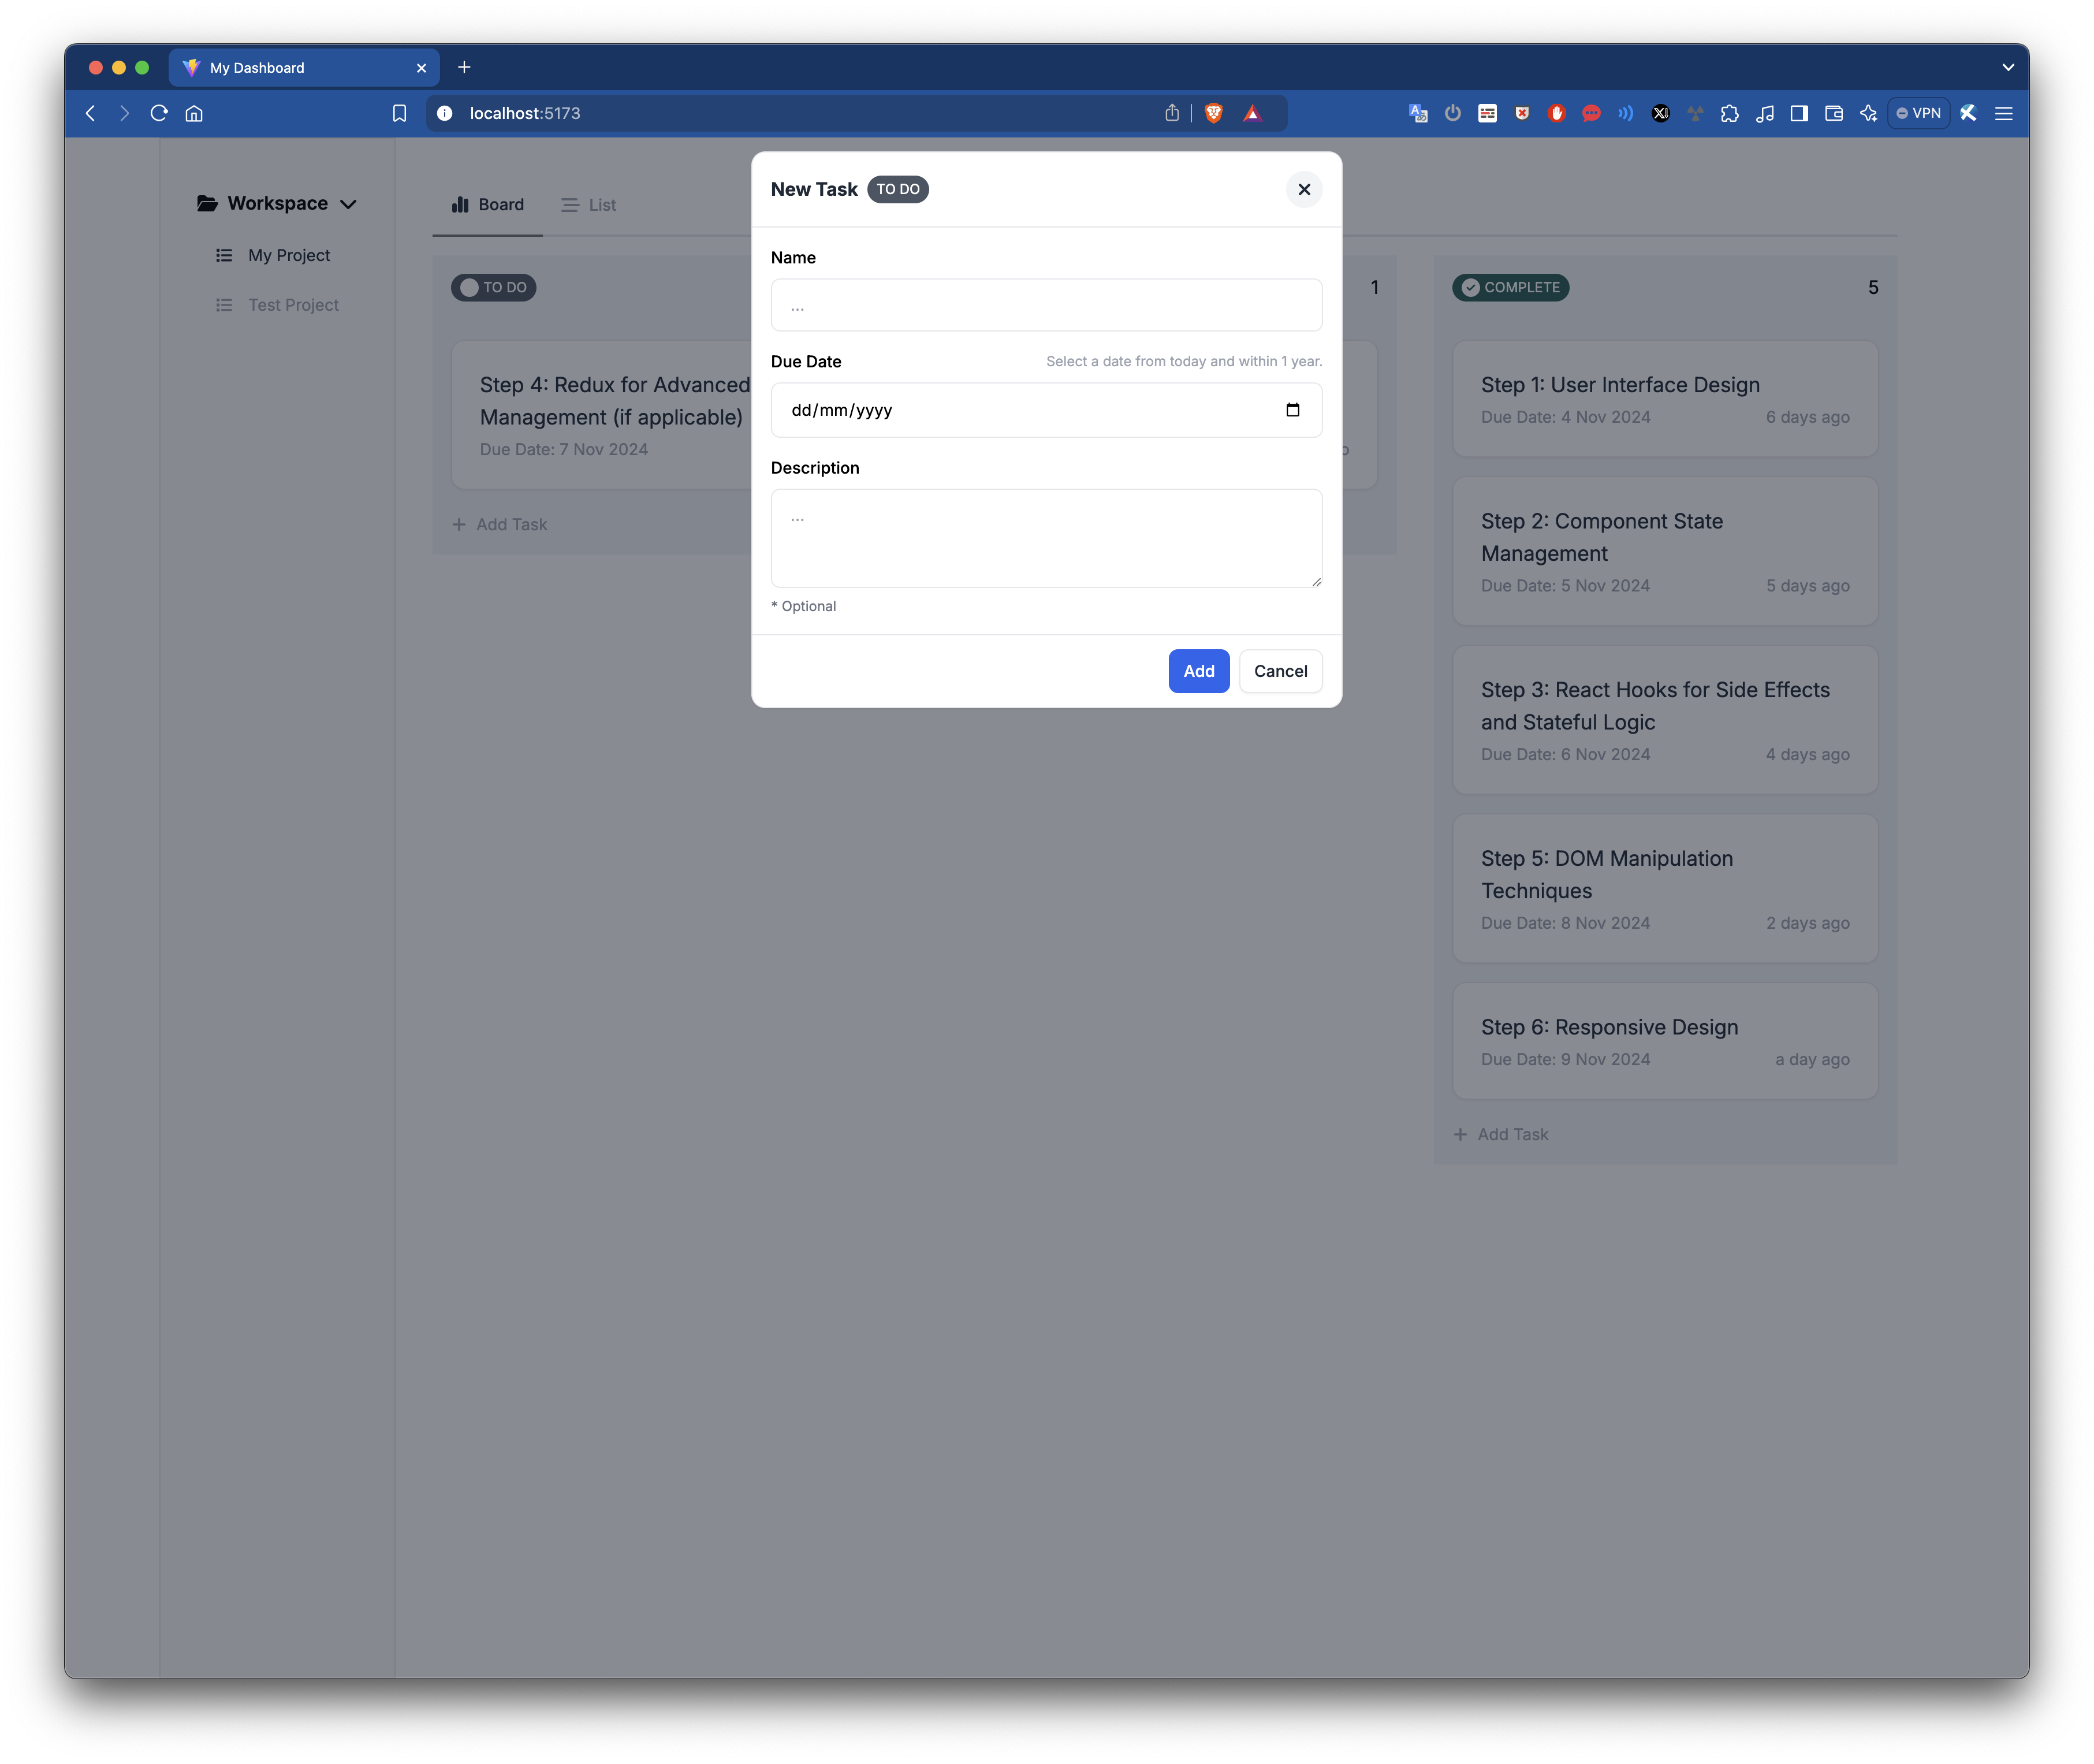 My Dashboard
localhost:5173
VPN
Workspace
My Project
Test Project
Board
List
TO DO
Step 4: Redux for Advanced
Management (if applicable)
Due Date: 7 Nov 2024
+ Add Task
New Task
TO DO
Name
...
Due Date
Select a date from today and within 1 year.
dd/mm/yyyy
Description
...
* Optional
Add
Cancel
1
COMPLETE
5
Step 1: User Interface Design
Due Date: 4 Nov 2024
6 days ago
Step 2: Component State
Management
Due Date: 5 Nov 2024
5 days ago
Step 3: React Hooks for Side Effects
and Stateful Logic
Due Date: 6 Nov 2024
4 days ago
Step 5: DOM Manipulation
Techniques
Due Date: 8 Nov 2024
2 days ago
Step 6: Responsive Design
Due Date: 9 Nov 2024
a day ago
+ Add Task